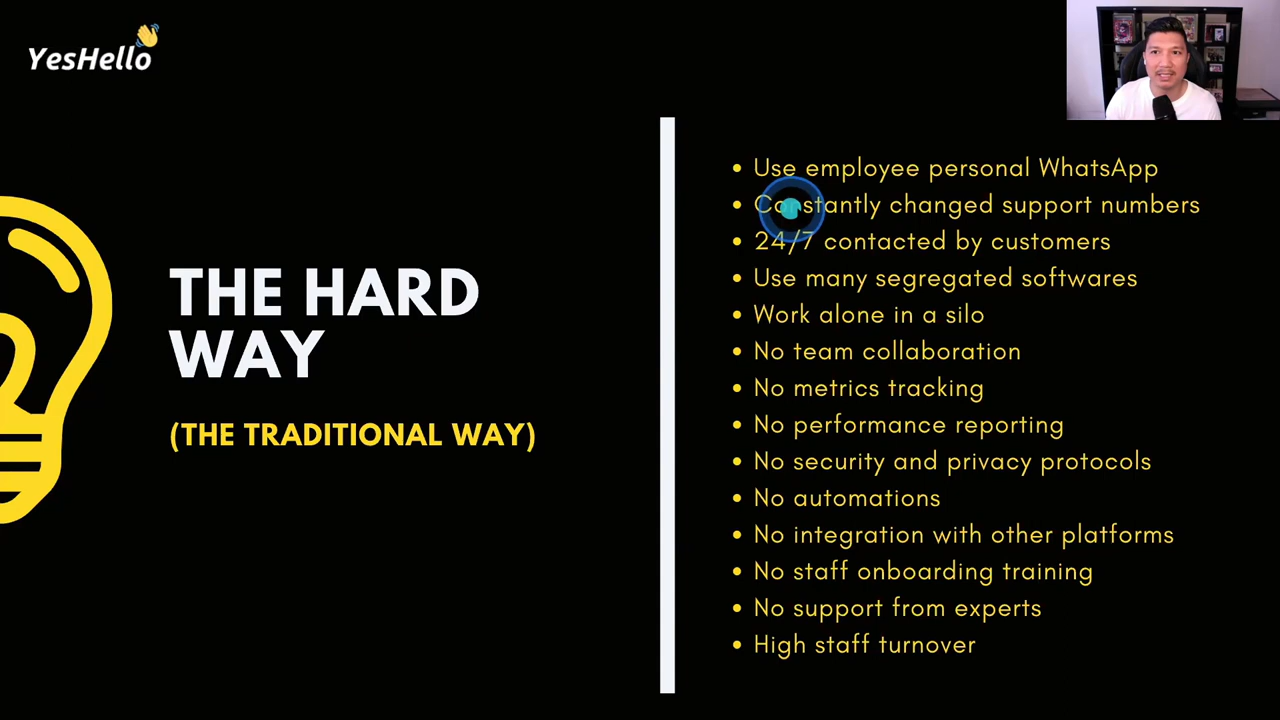 YesHello
THE HARD
WAY
(THE TRADITIONAL WAY)
• Use employee personal WhatsApp
• Constantly changed support numbers
• 24/7 contacted by customers
• Use many segregated softwares
• Work alone in a silo
• No team collaboration
• No metrics tracking
• No performance reporting
• No security and privacy protocols
• No automations
• No integration with other platforms
• No staff onboarding training
• No support from experts
• High staff turnover